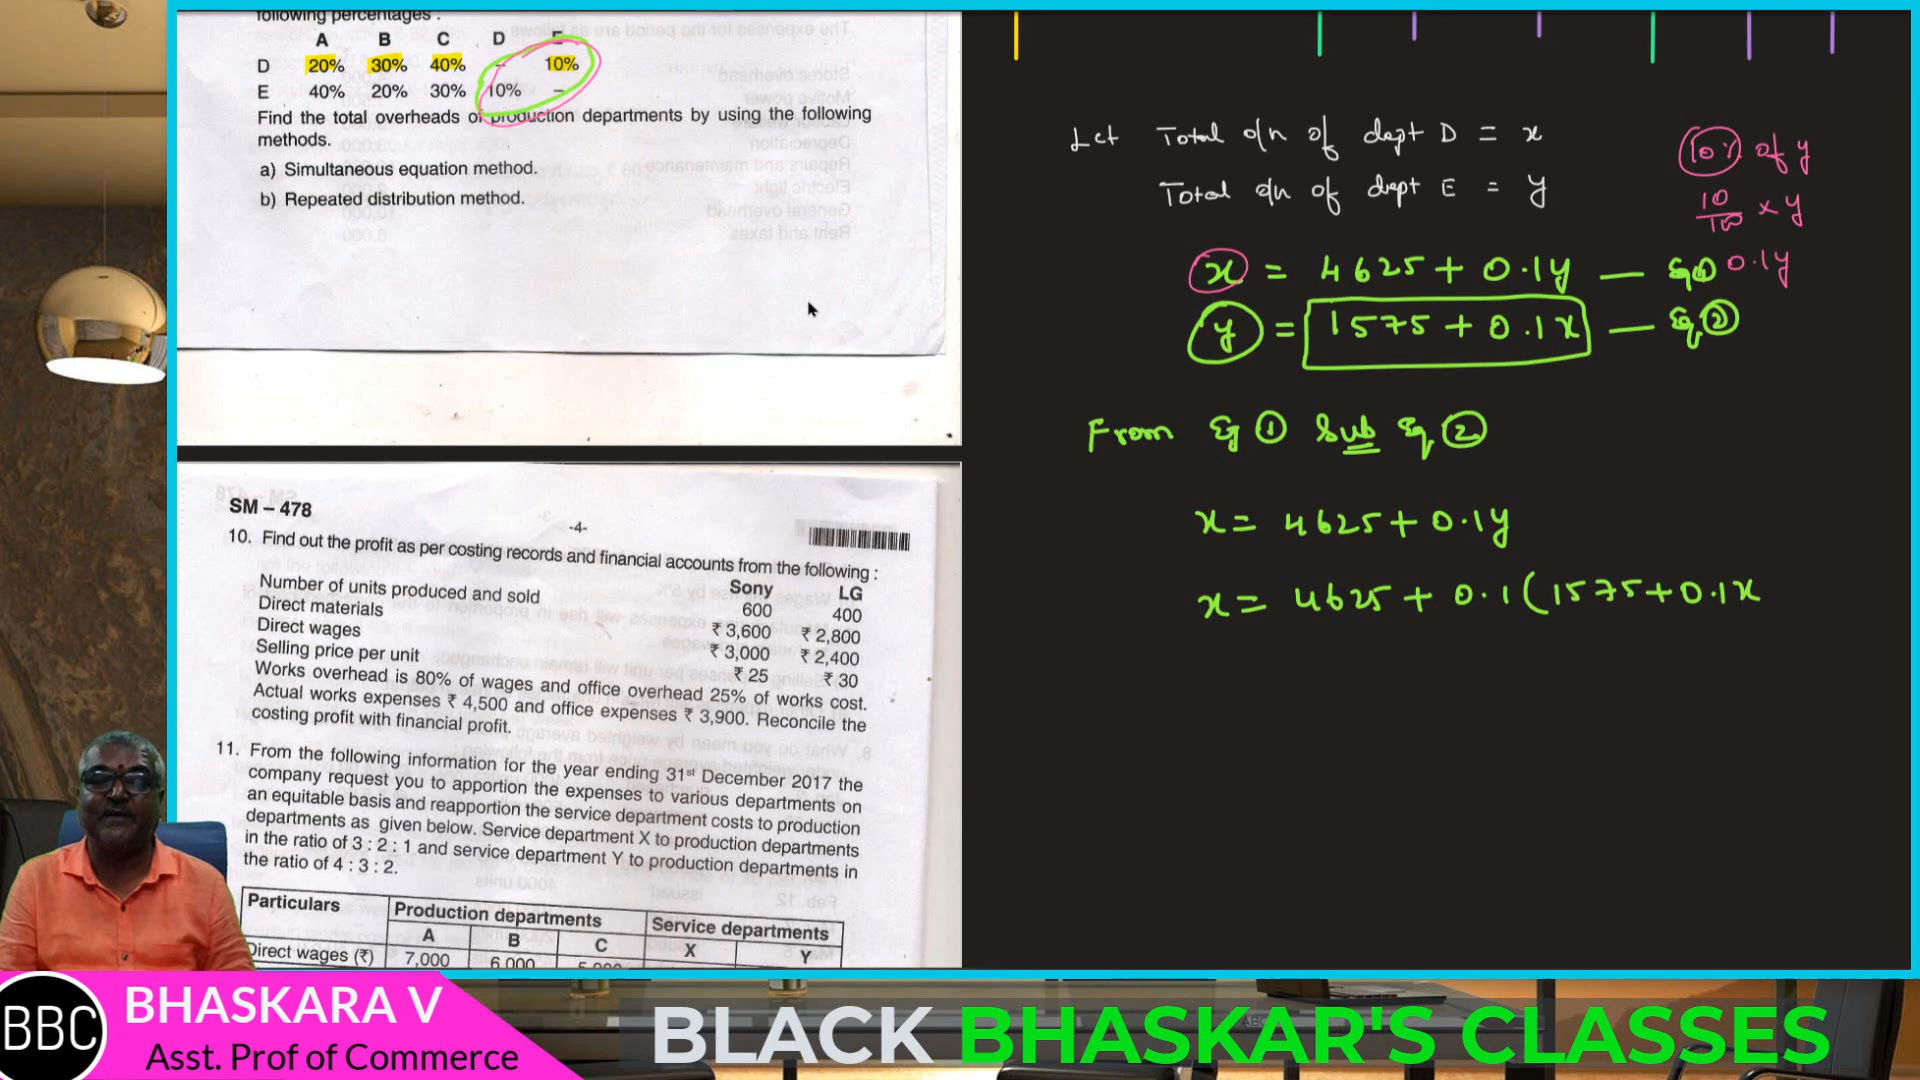 following percentages :
A B C D E
D 20% 30% 40% – 10%
E 40% 20% 30% 10% –
Find the total overheads of production departments by using the following
methods.
a) Simultaneous equation method.
b) Repeated distribution method.
SM – 478
-4-
10. Find out the profit as per costing records and financial accounts from the following :
Sony LG
Number of units produced and sold 600 400
Direct materials ₹ 3,600 ₹ 2,800
Direct wages ₹ 3,000 ₹ 2,400
Selling price per unit ₹ 25 ₹ 30
Works overhead is 80% of wages and office overhead 25% of works cost.
Actual works expenses ₹ 4,500 and office expenses ₹ 3,900. Reconcile the
costing profit with financial profit.
11. From the following information for the year ending 31st December 2017 the
company request you to apportion the expenses to various departments on
an equitable basis and reapportion the service department costs to production
departments as given below. Service department X to production departments
in the ratio of 3 : 2 : 1 and service department Y to production departments in
the ratio of 4 : 3 : 2.
Particulars Production departments Service departments
A B C X Y
Direct wages (₹) 7,000 6,000
Let Total o/h of dept D = x
Total o/h of dept E = y
10% of y
10/100 × y
0.1y
x = 4625 + 0.1y — Eq 1
y = 1575 + 0.1x — Eq 2
From Eq 1 Sub Eq 2
x = 4625 + 0.1y
x = 4625 + 0.1(1575+0.1x
BBC
BHASKARA V
Asst. Prof of Commerce
BLACK BHASKAR'S CLASSES